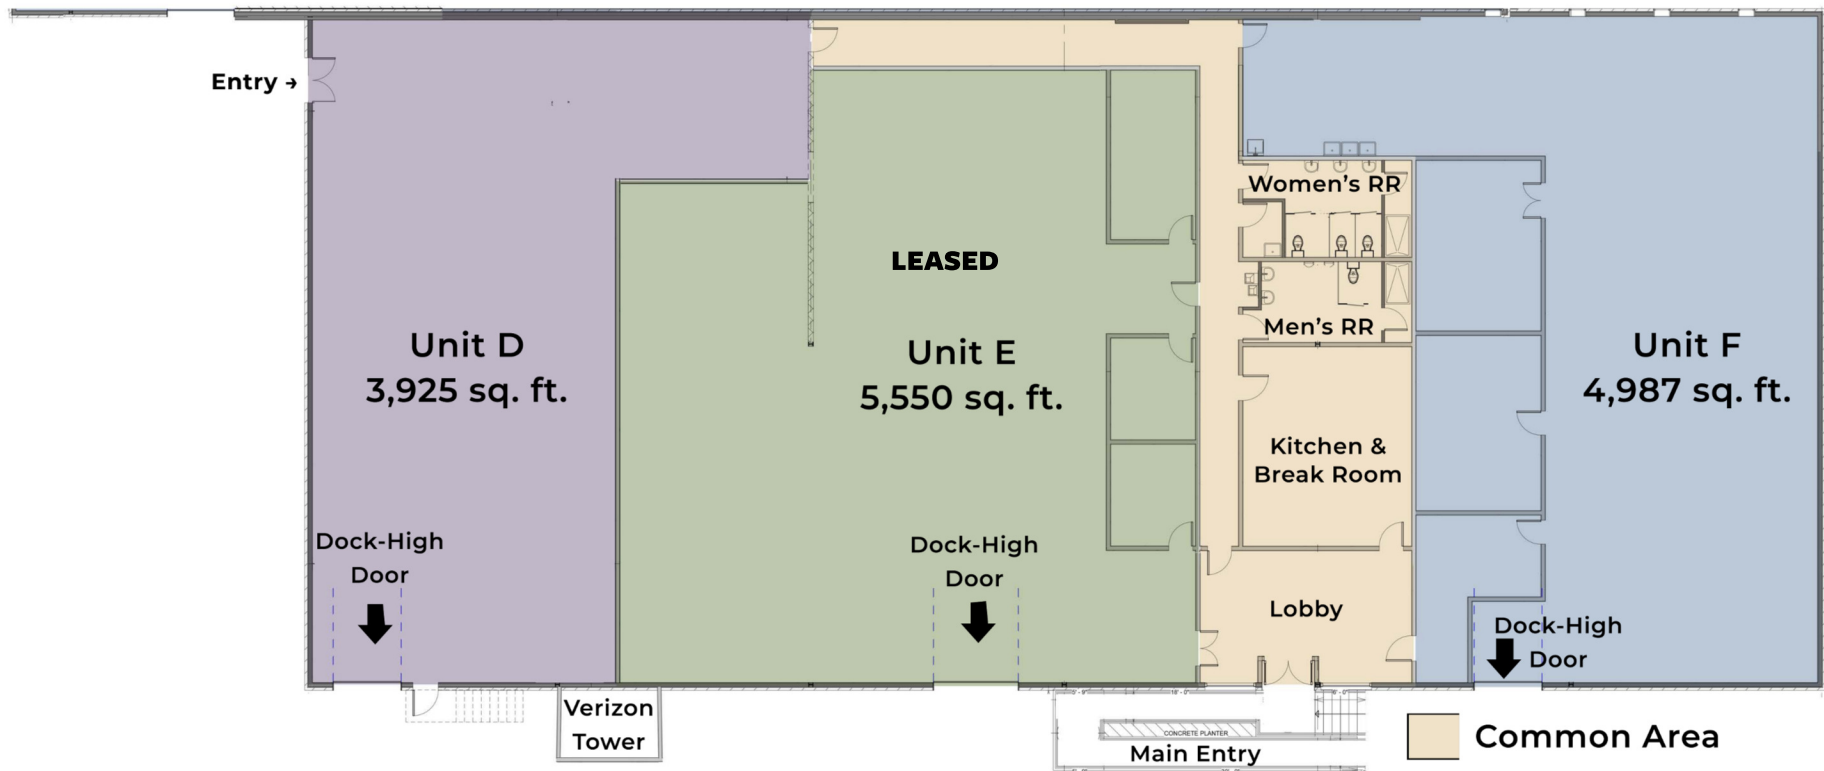 Entry →
Women's RR
LEASED
Men's RR
Unit D
3,925 sq. ft.
Unit E
5,550 sq. ft.
Unit F
4,987 sq. ft.
Kitchen &
Break Room
Dock-High
Door
Dock-High
Door
Lobby
Dock-High
Door
Verizon
Tower
CONCRETE PLANTER
Main Entry
Common Area